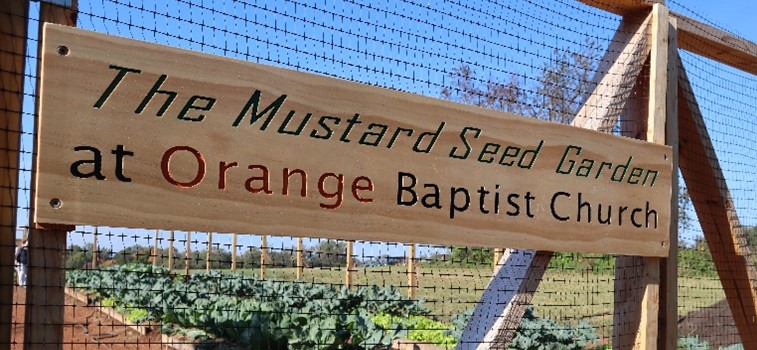 The Mustard Seed Garden
at Orange Baptist Church